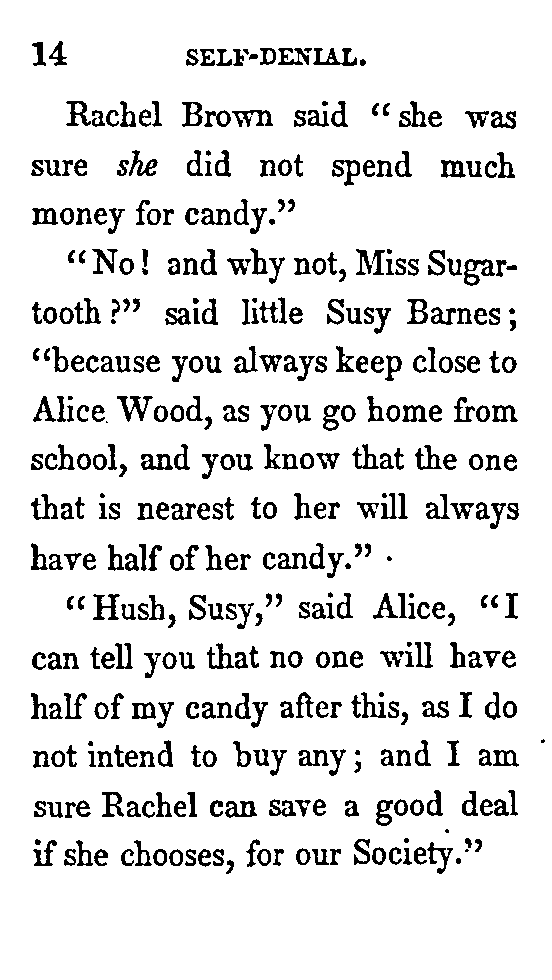 14 SELF-DENIAL.
Rachel Brown said "she was
sure she did not spend much
money for candy."
"No! and why not, Miss Sugar-
tooth?" said little Susy Barnes;
"because you always keep close to
Alice Wood, as you go home from
school, and you know that the one
that is nearest to her will always
have half of her candy."
"Hush, Susy," said Alice, "I
can tell you that no one will have
half of my candy after this, as I do
not intend to buy any; and I am
sure Rachel can save a good deal
if she chooses, for our Society."